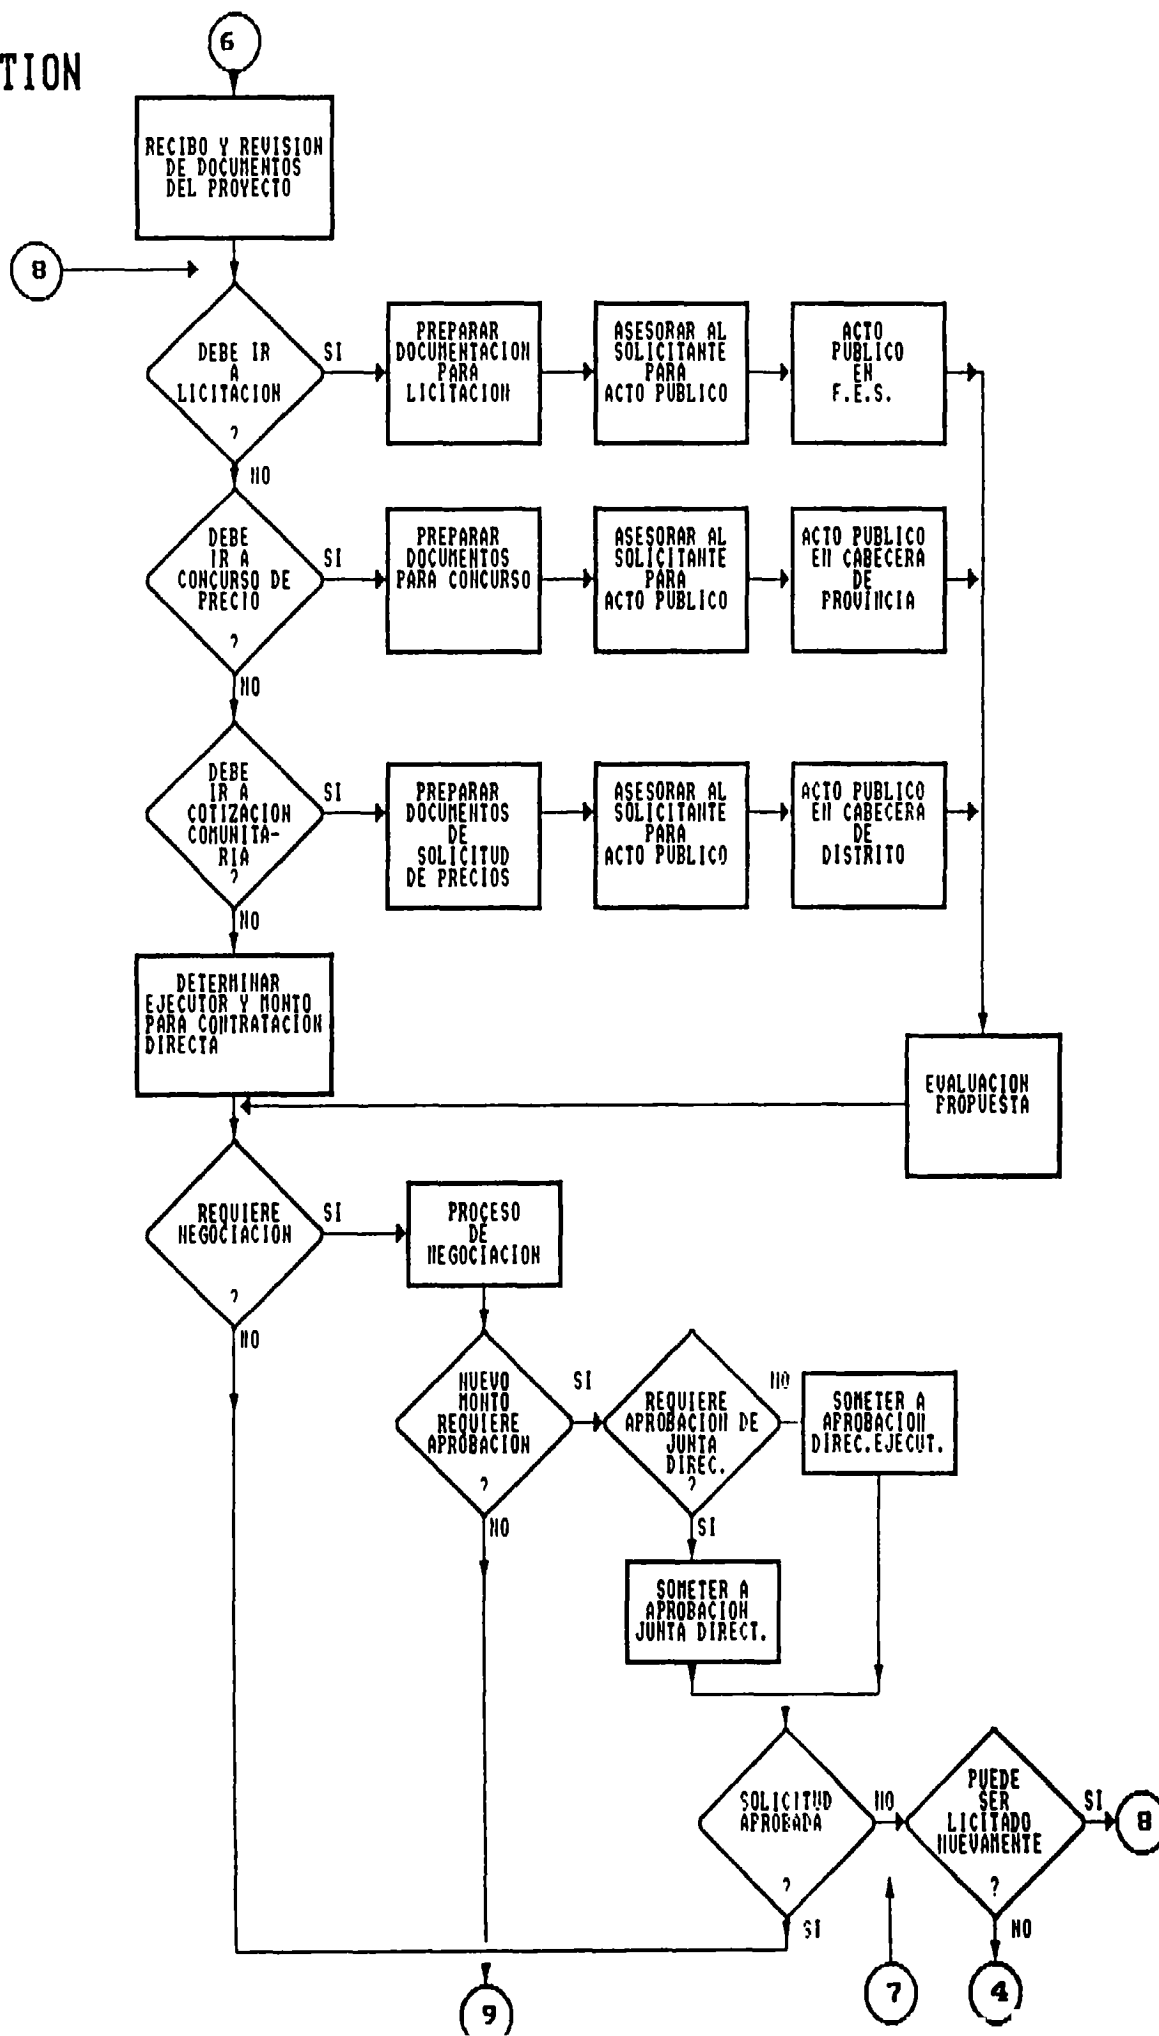 6
TION
RECIBO Y REVISION
DE DOCUMENTOS
DEL PROYECTO
8
DEBE IR
A
LICITACION
?
SI
PREPARAR
DOCUMENTACION
PARA
LICITACION
ASESORAR AL
SOLICITANTE
PARA
ACTO PUBLICO
ACTO
PUBLICO
EN
F.E.S.
NO
DEBE
IR A
CONCURSO DE
PRECIO
?
SI
PREPARAR
DOCUMENTOS
PARA CONCURSO
ASESORAR AL
SOLICITANTE
PARA
ACTO PUBLICO
ACTO PUBLICO
EN CABECERA
DE
PROVINCIA
NO
DEBE
IR A
COTIZACION
COMUNITA-
RIA
?
SI
PREPARAR
DOCUMENTOS
DE
SOLICITUD
DE PRECIOS
ASESORAR AL
SOLICITANTE
PARA
ACTO PUBLICO
ACTO PUBLICO
EN CABECERA
DE
DISTRITO
NO
DETERMINAR
EJECUTOR Y MONTO
PARA CONTRATACION
DIRECTA
EVALUACION
PROPUESTA
REQUIERE
NEGOCIACION
?
SI
PROCESO
DE
NEGOCIACION
NO
NUEVO
MONTO
REQUIERE
APROBACION
?
SI
REQUIERE
APROBACION DE
JUNTA
DIREC.
?
NO
SOMETER A
APROBACION
DIREC.EJECUT.
NO
SI
SOMETER A
APROBACION
JUNTA DIRECT.
SOLICITUD
APROBADA
?
NO
PUEDE
SER
LICITADO
NUEVAMENTE
?
SI
8
SI
NO
9
7
4